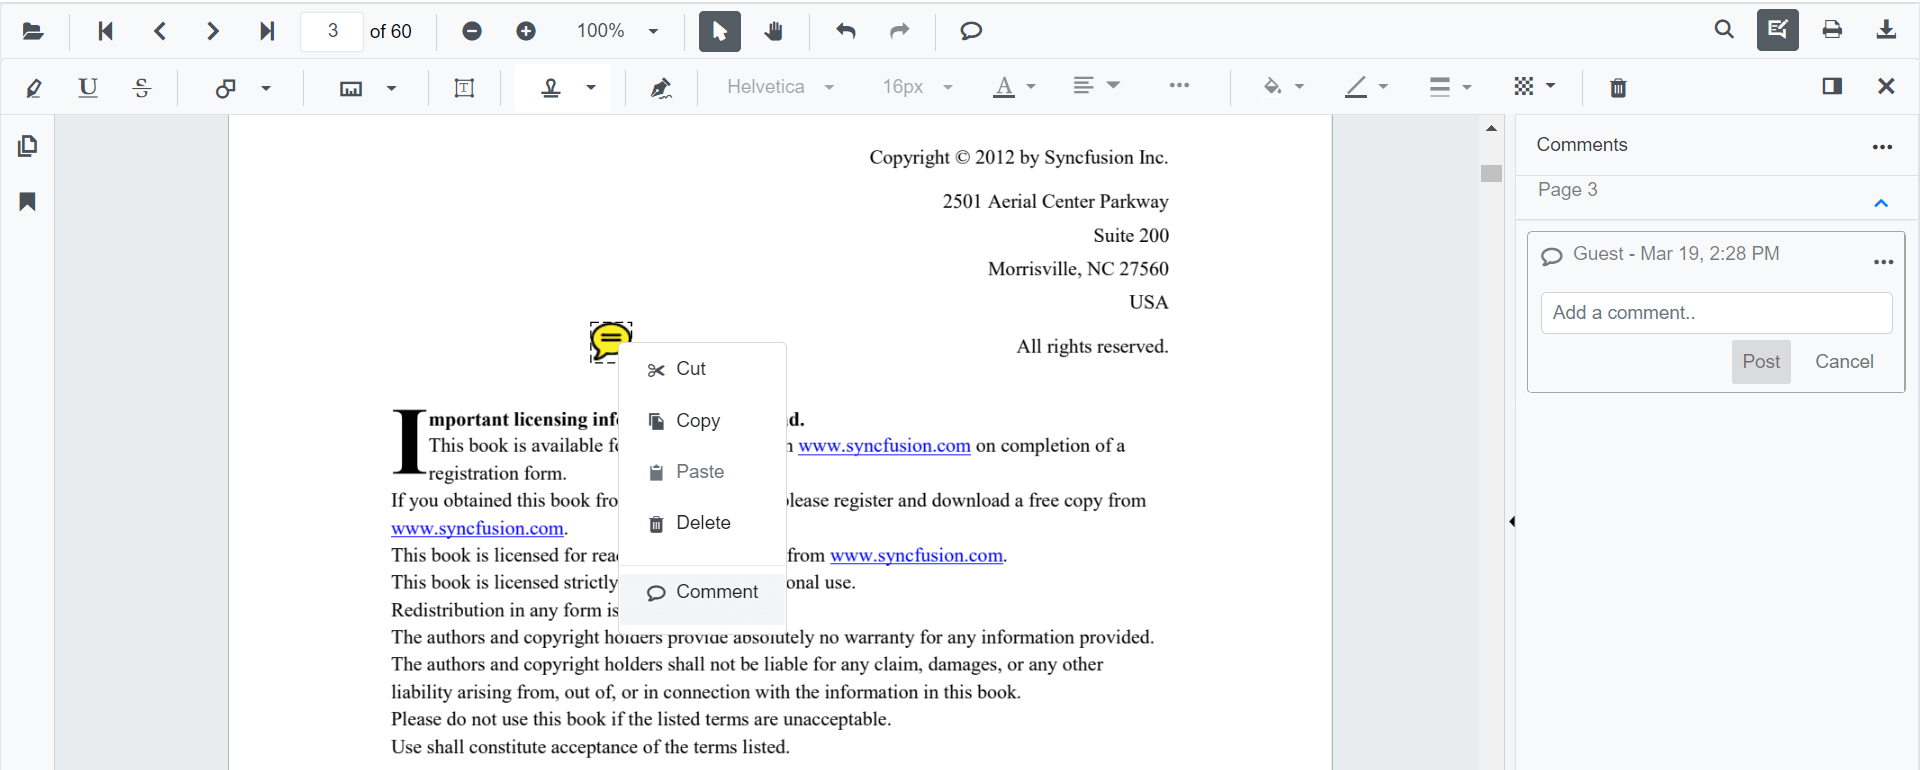 3 of 60 100%
U S T Helvetica 16px A
Copyright © 2012 by Syncfusion Inc.
2501 Aerial Center Parkway
Suite 200
Morrisville, NC 27560
USA
All rights reserved.
Important licensing inf d.
This book is available f www.syncfusion.com on completion of a
registration form.
If you obtained this book fro please register and download a free copy from
www.syncfusion.com.
This book is licensed for rea from www.syncfusion.com.
This book is licensed strictly onal use.
Redistribution in any form is
The authors and copyright holders provide absolutely no warranty for any information provided.
The authors and copyright holders shall not be liable for any claim, damages, or any other
liability arising from, out of, or in connection with the information in this book.
Please do not use this book if the listed terms are unacceptable.
Use shall constitute acceptance of the terms listed.
Cut
Copy
Paste
Delete
Comment
Comments
Page 3
Guest - Mar 19, 2:28 PM
Add a comment..
Post Cancel